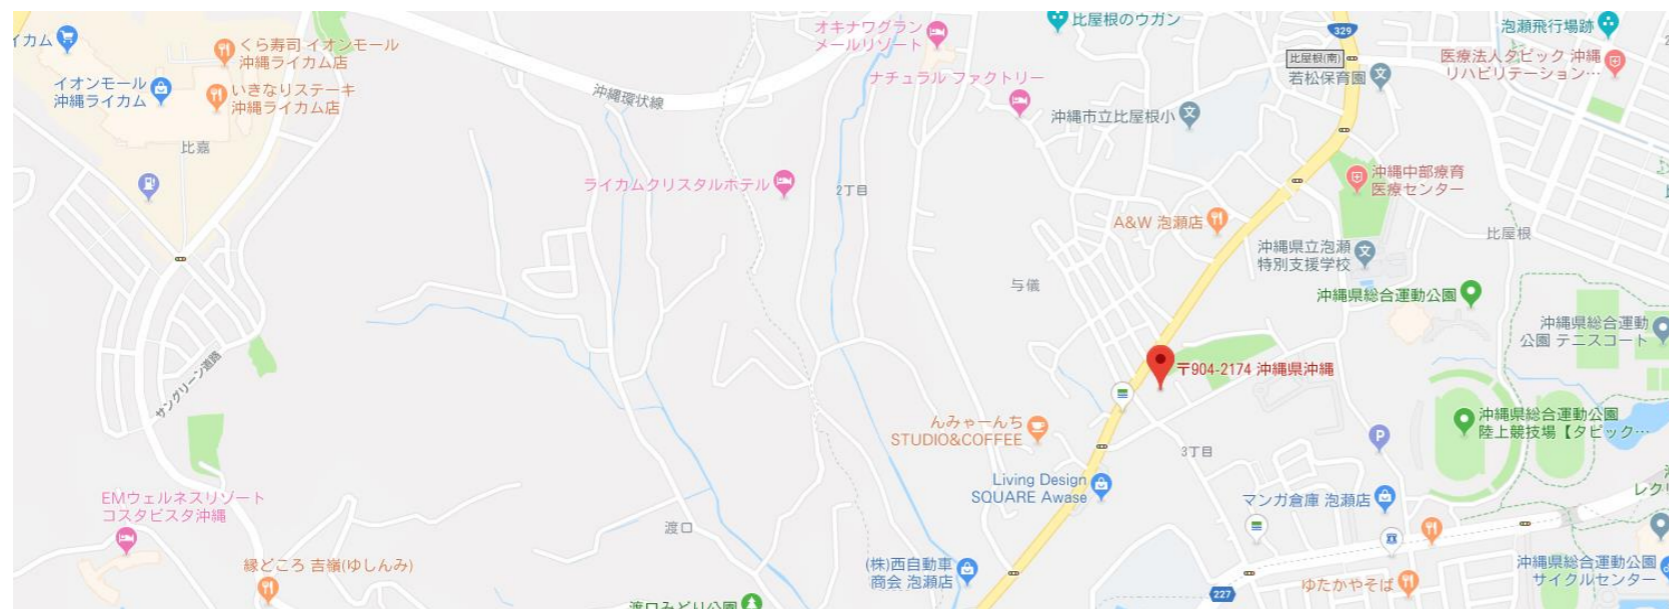 イカム
くら寿司 イオンモール
沖縄ライカム店
イオンモール
沖縄ライカム
いきなりステーキ
沖縄ライカム店
比嘉
沖縄環状線
オキナワグラン
メールリゾート
ナチュラル ファクトリー
比屋根のウガン
329
比屋根(南)
若松保育園
泡瀬飛行場跡
医療法人タピック 沖縄
リハビリテーション…
沖縄市立比屋根小
ライカムクリスタルホテル
2丁目
沖縄中部療育
医療センター
A&W 泡瀬店
沖縄県立泡瀬
特別支援学校
比屋根
与儀
沖縄県総合運動公園
沖縄県総合運動
公園 テニスコート
サングリーン道路
〒904-2174 沖縄県沖縄
んみゃーんち
STUDIO&COFFEE
沖縄県総合運動公園
陸上競技場【タピック…
P
3丁目
Living Design
SQUARE Awase
マンガ倉庫 泡瀬店
レクリ
EMウェルネスリゾート
コスタビスタ沖縄
渡口
縁どころ 吉嶺(ゆしんみ)
(株)西自動車
商会 泡瀬店
沖縄県総合運動公園
サイクルセンター
ゆたかやそば
227
渡口みどり公園